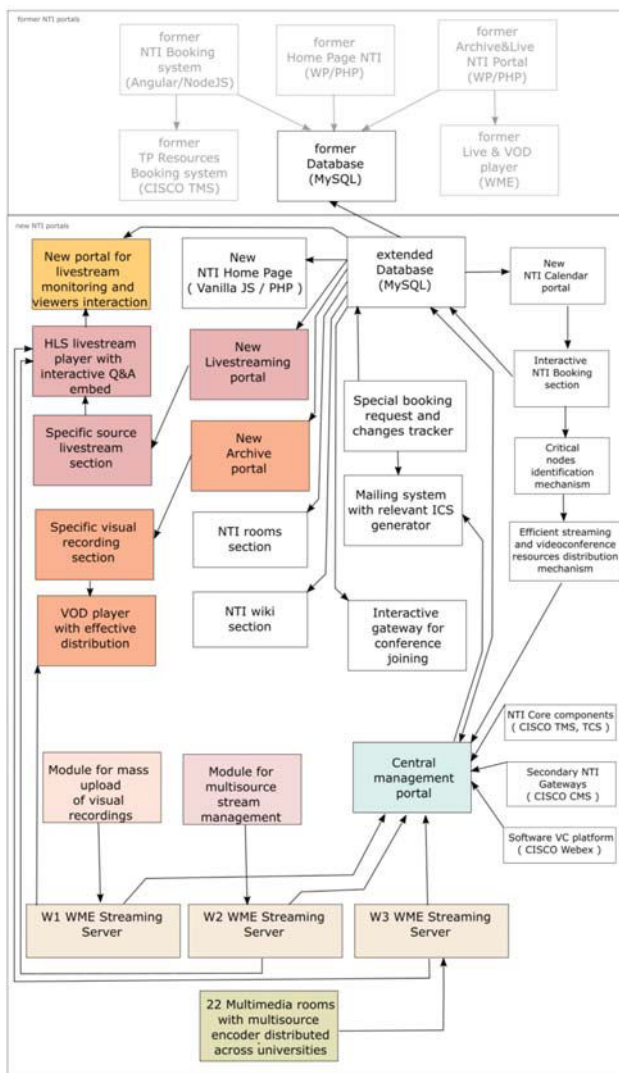 former NTI portals
former
NTI Booking
system
(Angular/NodeJS)
former
Home Page NTI
(WP/PHP)
former
Archive&Live
NTI Portal
(WP/PHP)
former
TP Resources
Booking system
(CISCO TMS)
former
Database
(MySQL)
former
Live & VOD
player
(WME)
new NTI portals
New portal for
livestream
monitoring and
viewers interaction
New
NTI Home Page
( Vanilla JS / PHP )
extended
Database
(MySQL)
New
NTI Calendar
portal
HLS livestream
player with
interactive Q&A
embed
New
Livestreaming
portal
Interactive
NTI Booking
section
Specific source
livestream
section
New
Archive
portal
Special booking
request and
changes tracker
Critical
nodes
identification
mechanism
Specific visual
recording
section
NTI rooms
section
Mailing system
with relevant ICS
generator
Efficient streaming
and videoconference
resources distribution
mechanism
VOD player
with effective
distribution
NTI wiki
section
Interactive
gateway for
conference
joining
Module for mass
upload
of visual
recordings
Module for
multisource
stream
management
Central
management
portal
NTI Core components
( CISCO TMS, TCS )
Secondary NTI
Gateways
( CISCO CMS )
Software VC platform
( CISCO Webex )
W1 WME Streaming
Server
W2 WME Streaming
Server
W3 WME Streaming
Server
22 Multimedia rooms
with multisource
encoder distributed
across universities